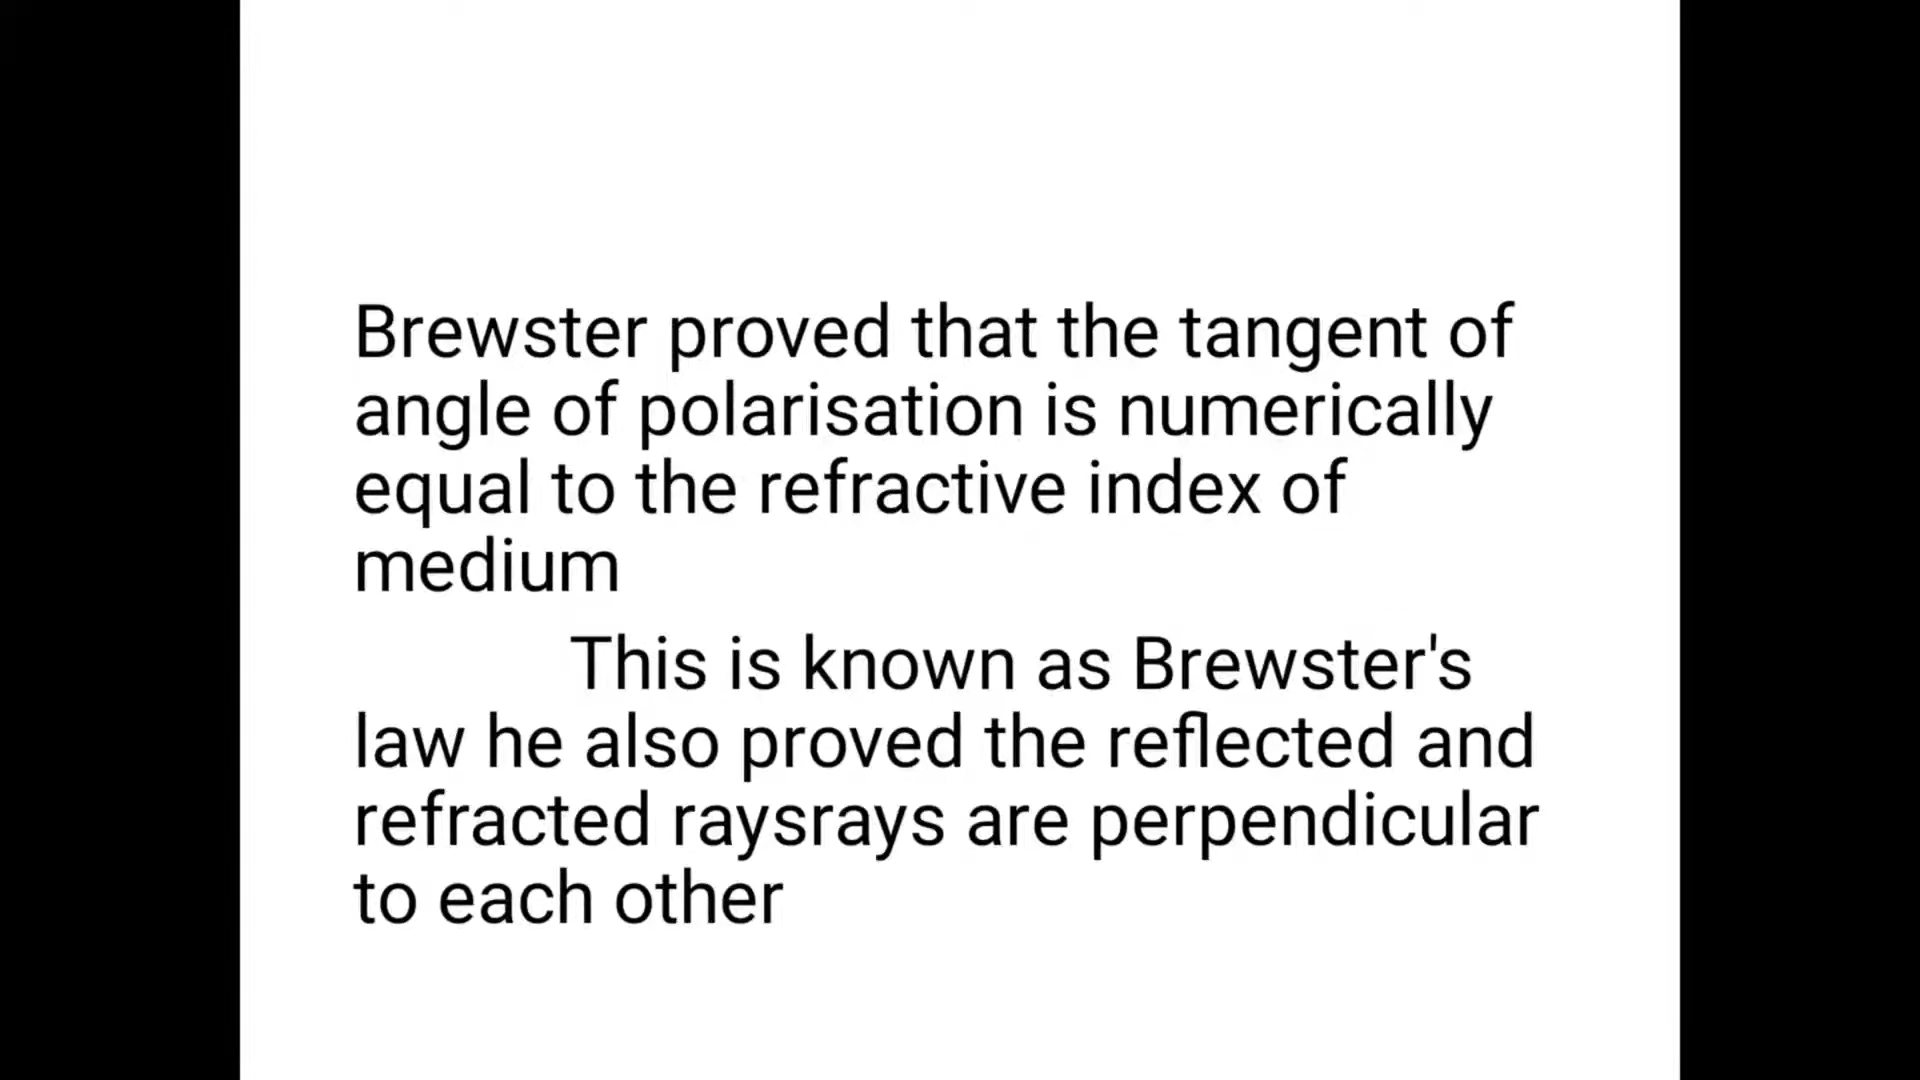 Brewster proved that the tangent of
angle of polarisation is numerically
equal to the refractive index of
medium
This is known as Brewster's
law he also proved the reflected and
refracted raysrays are perpendicular
to each other